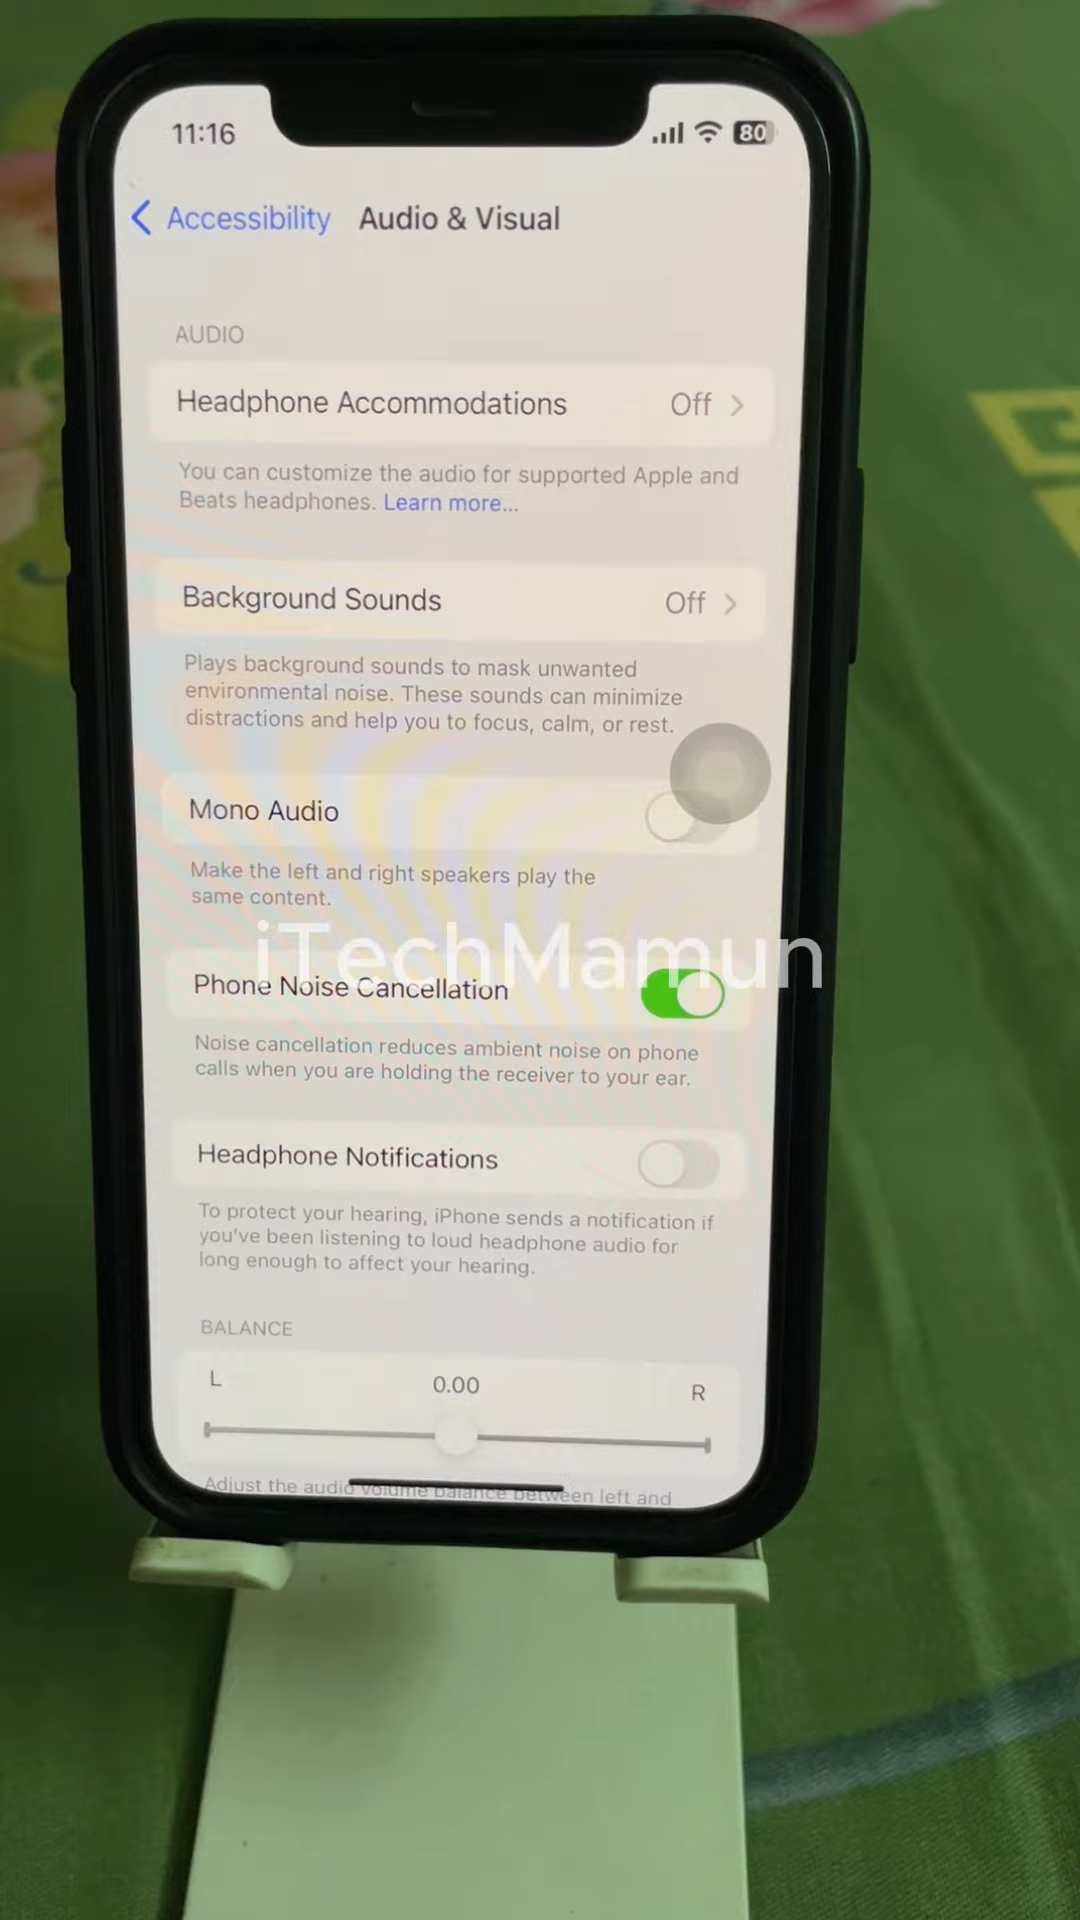 11:16
80
Accessibility Audio & Visual
AUDIO
Headphone Accommodations Off
You can customize the audio for supported Apple and
Beats headphones. Learn more...
Background Sounds Off
Plays background sounds to mask unwanted
environmental noise. These sounds can minimize
distractions and help you to focus, calm, or rest.
Mono Audio
Make the left and right speakers play the
same content.
iTechMamun
Phone Noise Cancellation
Noise cancellation reduces ambient noise on phone
calls when you are holding the receiver to your ear.
Headphone Notifications
To protect your hearing, iPhone sends a notification if
you've been listening to loud headphone audio for
long enough to affect your hearing.
BALANCE
L 0.00 R
Adjust the audio volume balance between left and